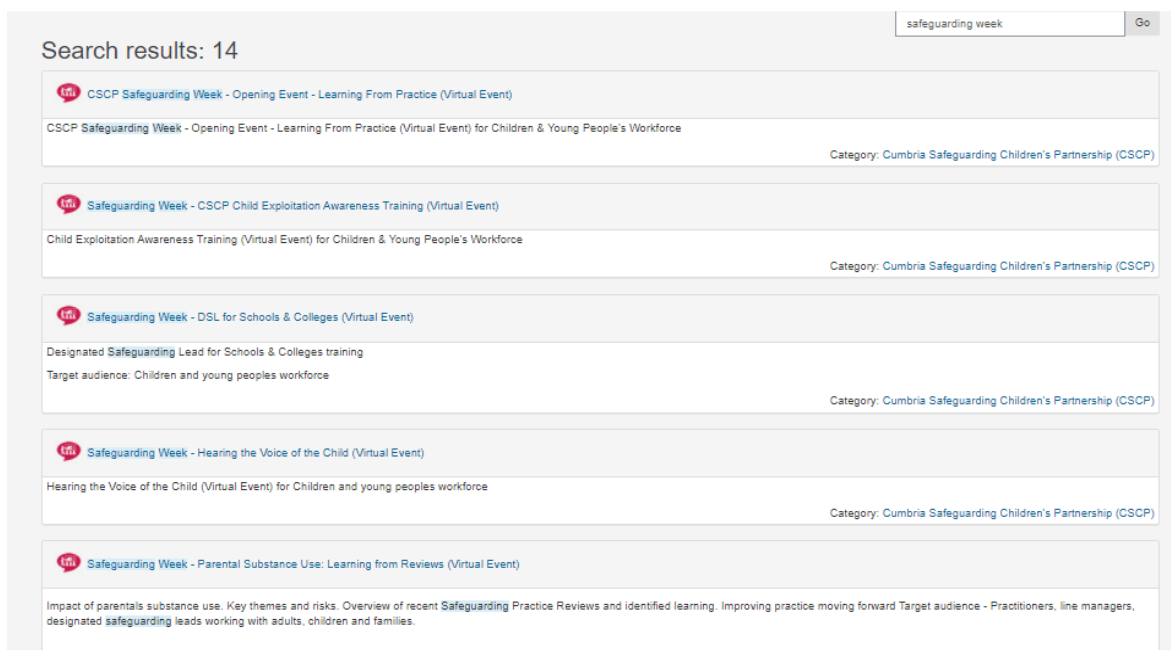 safeguarding week
Go
Search results: 14
CSCP Safeguarding Week - Opening Event - Learning From Practice (Virtual Event)
CSCP Safeguarding Week - Opening Event - Learning From Practice (Virtual Event) for Children & Young People's Workforce
Category: Cumbria Safeguarding Children's Partnership (CSCP)
Safeguarding Week - CSCP Child Exploitation Awareness Training (Virtual Event)
Child Exploitation Awareness Training (Virtual Event) for Children & Young People's Workforce
Category: Cumbria Safeguarding Children's Partnership (CSCP)
Safeguarding Week - DSL for Schools & Colleges (Virtual Event)
Designated Safeguarding Lead for Schools & Colleges training
Target audience: Children and young peoples workforce
Category: Cumbria Safeguarding Children's Partnership (CSCP)
Safeguarding Week - Hearing the Voice of the Child (Virtual Event)
Hearing the Voice of the Child (Virtual Event) for Children and young peoples workforce
Category: Cumbria Safeguarding Children's Partnership (CSCP)
Safeguarding Week - Parental Substance Use: Learning from Reviews (Virtual Event)
Impact of parentals substance use. Key themes and risks. Overview of recent Safeguarding Practice Reviews and identified learning. Improving practice moving forward Target audience - Practitioners, line managers,
designated safeguarding leads working with adults, children and families.